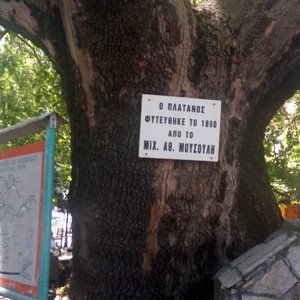 Ο ΠΛΑΤΑΝΟΣ
ΦΥΤΕΥΘΗΚΕ ΤΟ 1890
ΑΠΟ ΤΟ
ΜΙΧ. ΑΘ. ΜΟΥΣΟΥΛΗ